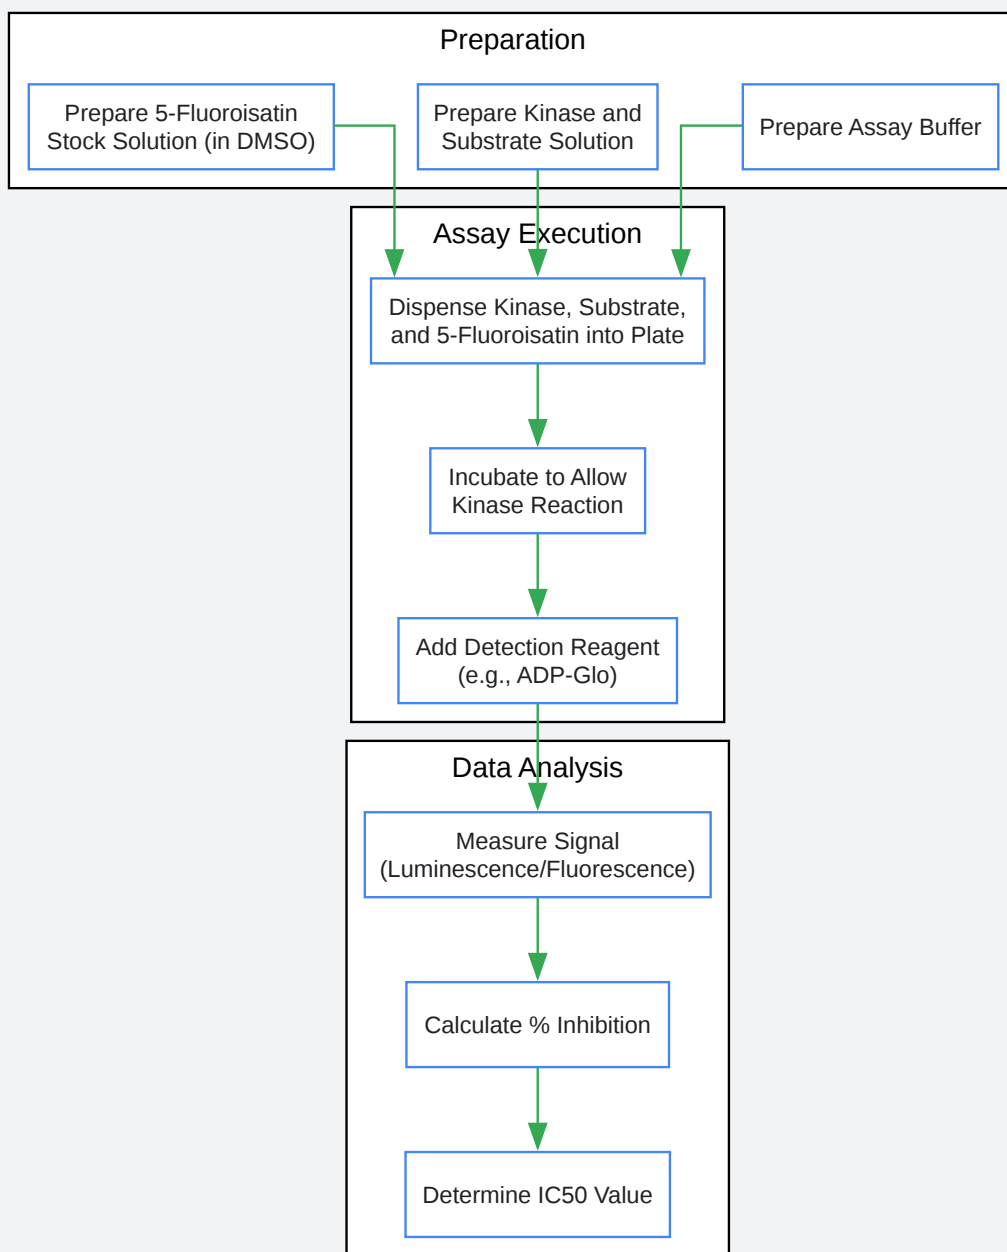 Preparation
Prepare 5-Fluoroisatin
Stock Solution (in DMSO)
Prepare Kinase and
Substrate Solution
Prepare Assay Buffer
Assay Execution
Dispense Kinase, Substrate,
and 5-Fluoroisatin into Plate
Incubate to Allow
Kinase Reaction
Add Detection Reagent
(e.g., ADP-Glo)
Data Analysis
Measure Signal
(Luminescence/Fluorescence)
Calculate % Inhibition
Determine IC50 Value